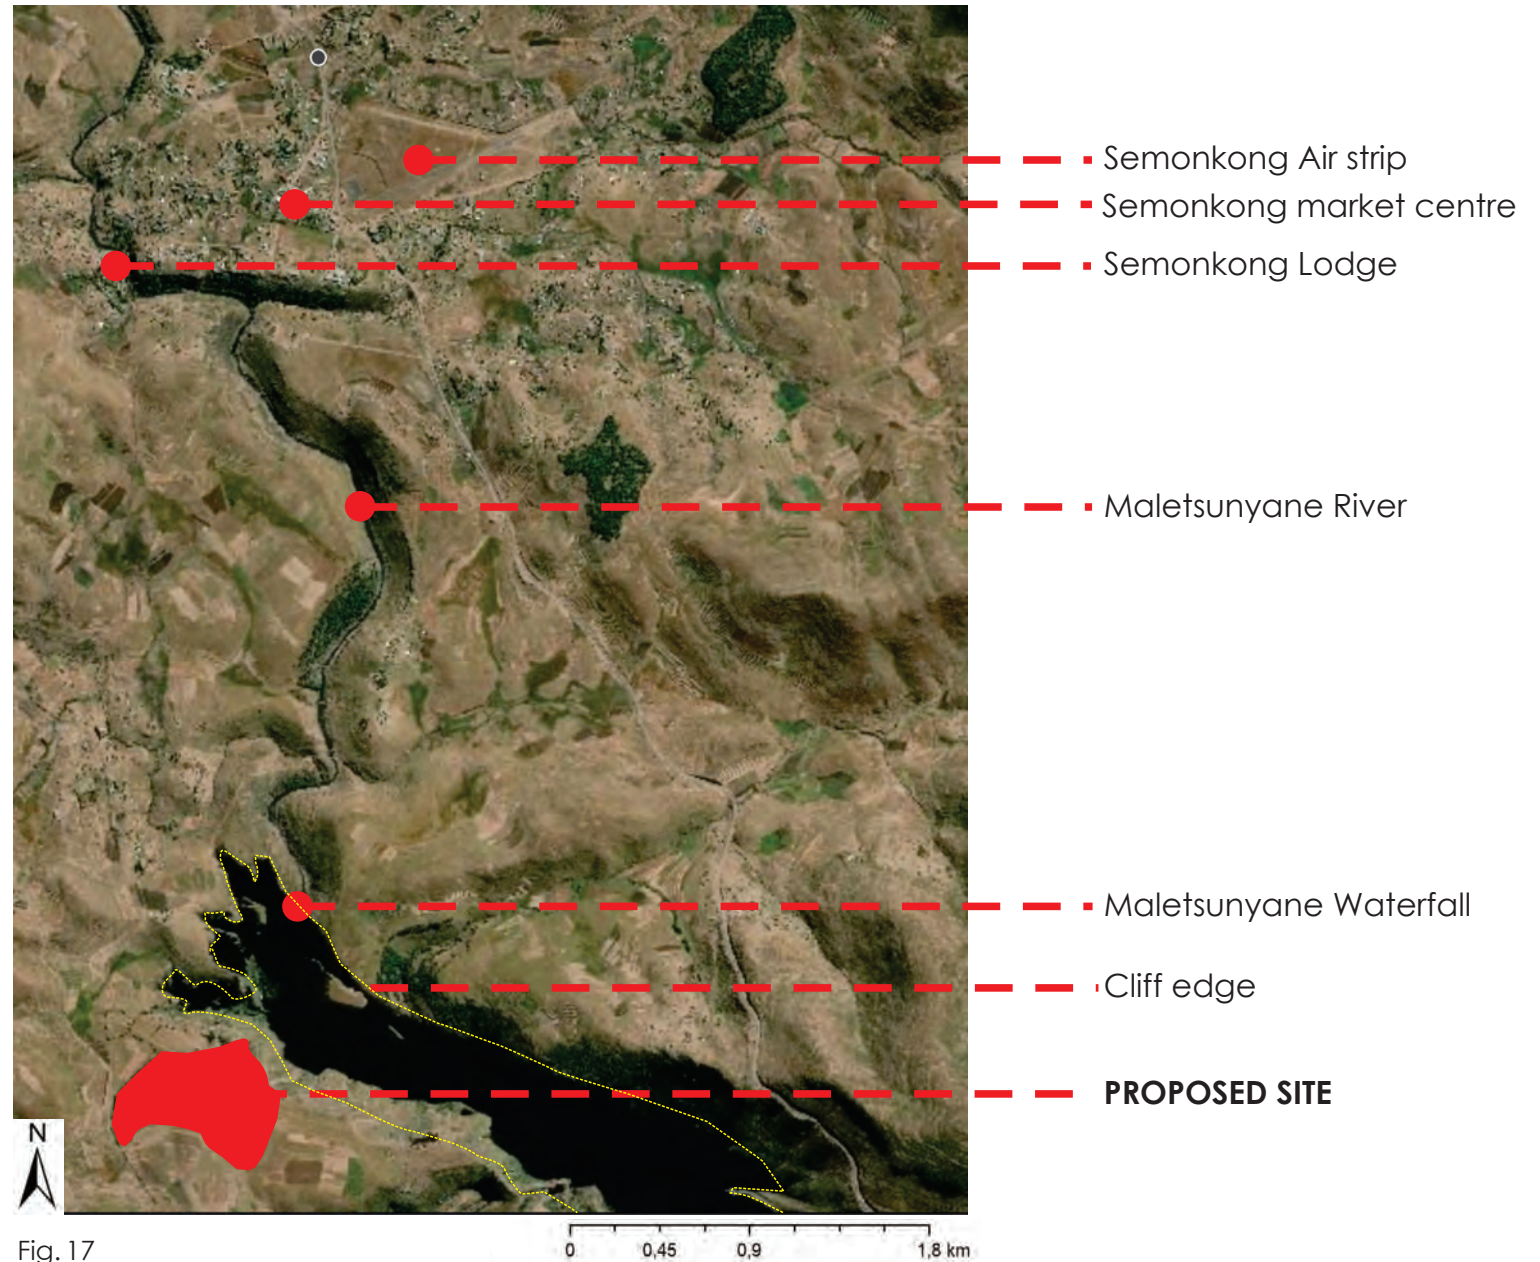 Semonkong Air strip
Semonkong market centre
Semonkong Lodge
Maletsunyane River
Maletsunyane Waterfall
Cliff edge
PROPOSED SITE
N
Fig. 17
0 0,45 0,9 1,8 km